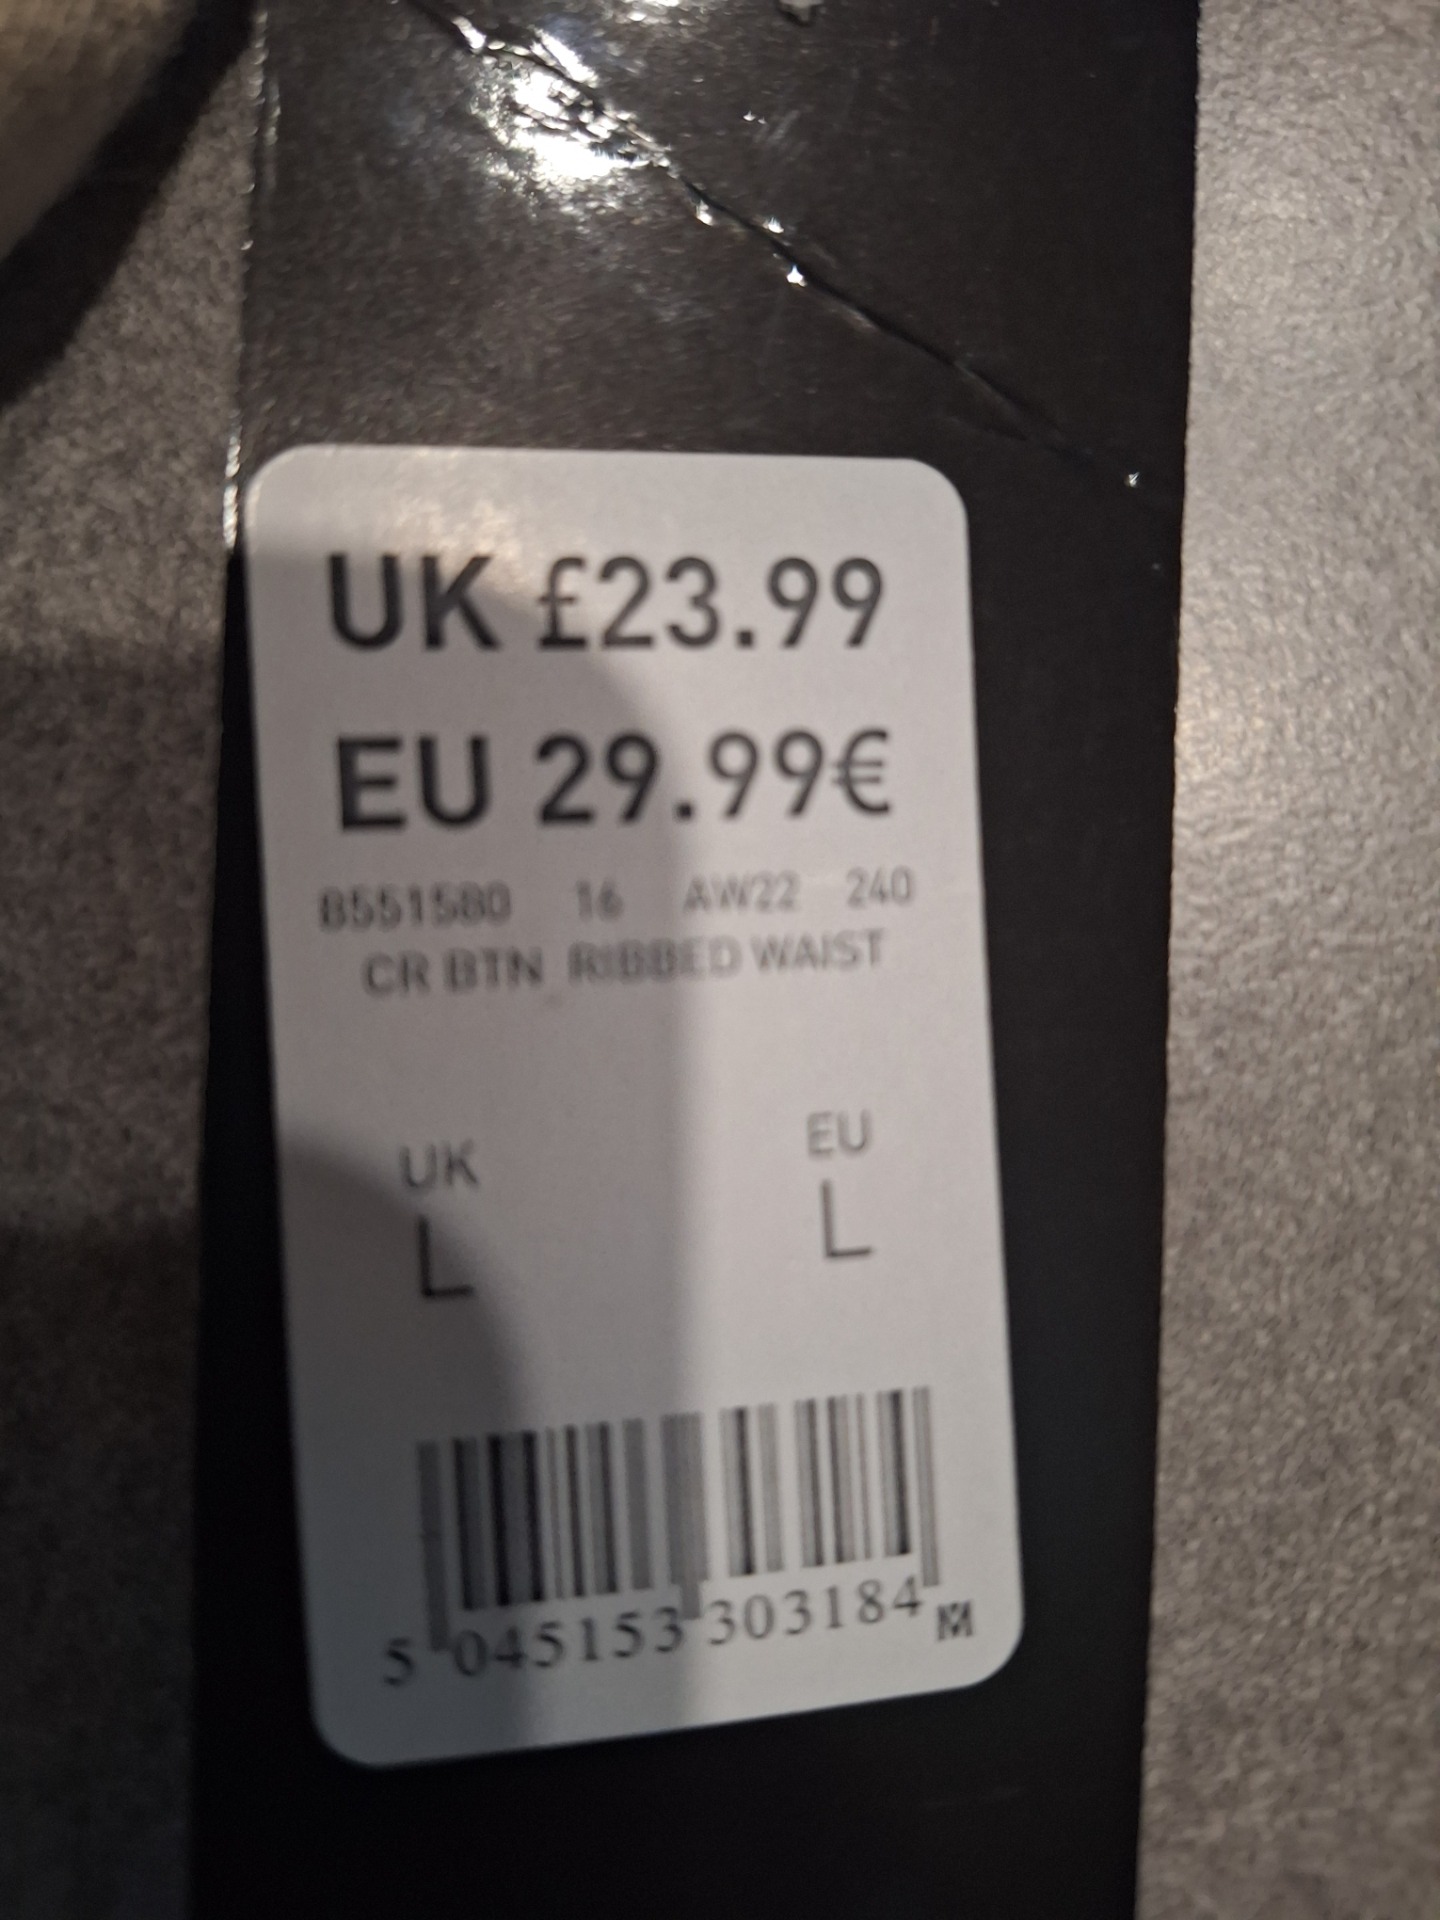 UK £23.99
EU 29.99€
8551580 16 AW22 240
CR BTN RIBBED WAIST
UK EU
L L
5 045153 303184